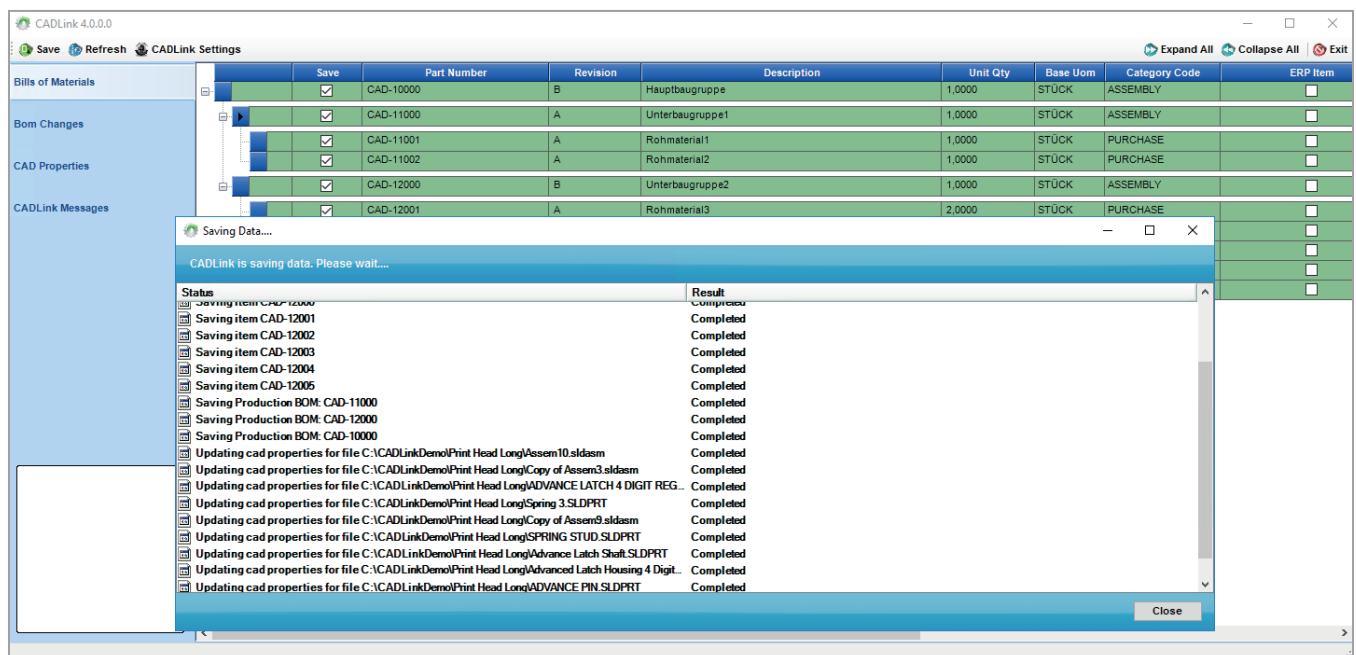 CADLink 4.0.0.0
Save Refresh CADLink Settings Expand All Collapse All Exit
Bills of Materials
Bom Changes
CAD Properties
CADLink Messages
Save Part Number Revision Description Unit Qty Base Uom Category Code ERP Item
CAD-10000 B Hauptbaugruppe 1,0000 STÜCK ASSEMBLY
CAD-11000 A Unterbaugruppe1 1,0000 STÜCK ASSEMBLY
CAD-11001 A Rohmaterial1 1,0000 STÜCK PURCHASE
CAD-11002 A Rohmaterial2 1,0000 STÜCK PURCHASE
CAD-12000 B Unterbaugruppe2 1,0000 STÜCK ASSEMBLY
CAD-12001 A Rohmaterial3 2,0000 STÜCK PURCHASE
Saving Data....
CADLink is saving data. Please wait....
Status Result
Saving item CAD-12000 Completed
Saving item CAD-12001 Completed
Saving item CAD-12002 Completed
Saving item CAD-12003 Completed
Saving item CAD-12004 Completed
Saving item CAD-12005 Completed
Saving Production BOM: CAD-11000 Completed
Saving Production BOM: CAD-12000 Completed
Saving Production BOM: CAD-10000 Completed
Updating cad properties for file C:\CADLinkDemo\Print Head Long\Assem10.sldasm Completed
Updating cad properties for file C:\CADLinkDemo\Print Head Long\Copy of Assem3.sldasm Completed
Updating cad properties for file C:\CADLinkDemo\Print Head Long\ADVANCE LATCH 4 DIGIT REG... Completed
Updating cad properties for file C:\CADLinkDemo\Print Head Long\Spring 3.SLDPRT Completed
Updating cad properties for file C:\CADLinkDemo\Print Head Long\Copy of Assem9.sldasm Completed
Updating cad properties for file C:\CADLinkDemo\Print Head Long\SPRING STUD.SLDPRT Completed
Updating cad properties for file C:\CADLinkDemo\Print Head Long\Advance Latch Shaft.SLDPRT Completed
Updating cad properties for file C:\CADLinkDemo\Print Head Long\Advanced Latch Housing 4 Digit... Completed
Updating cad properties for file C:\CADLinkDemo\Print Head Long\ADVANCE PIN.SLDPRT Completed
Close